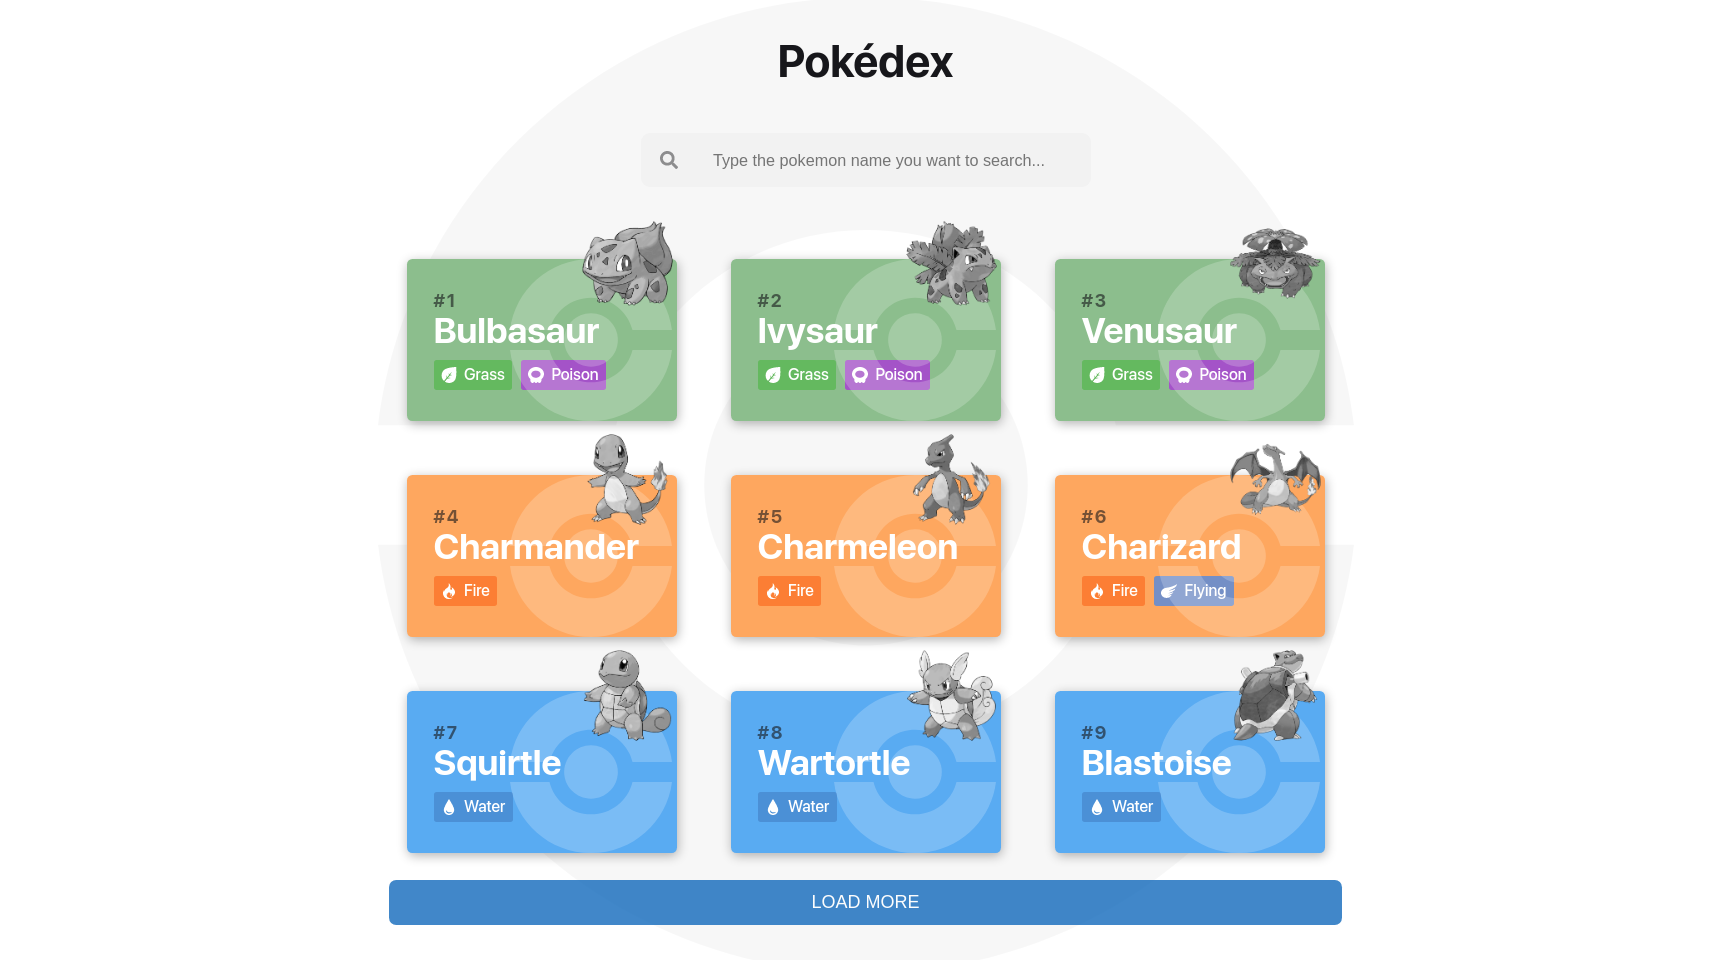 Pokédex
Type the pokemon name you want to search...
#1
Bulbasaur
Grass Poison
#2
Ivysaur
Grass Poison
#3
Venusaur
Grass Poison
#4
Charmander
Fire
#5
Charmeleon
Fire
#6
Charizard
Fire Flying
#7
Squirtle
Water
#8
Wartortle
Water
#9
Blastoise
Water
LOAD MORE